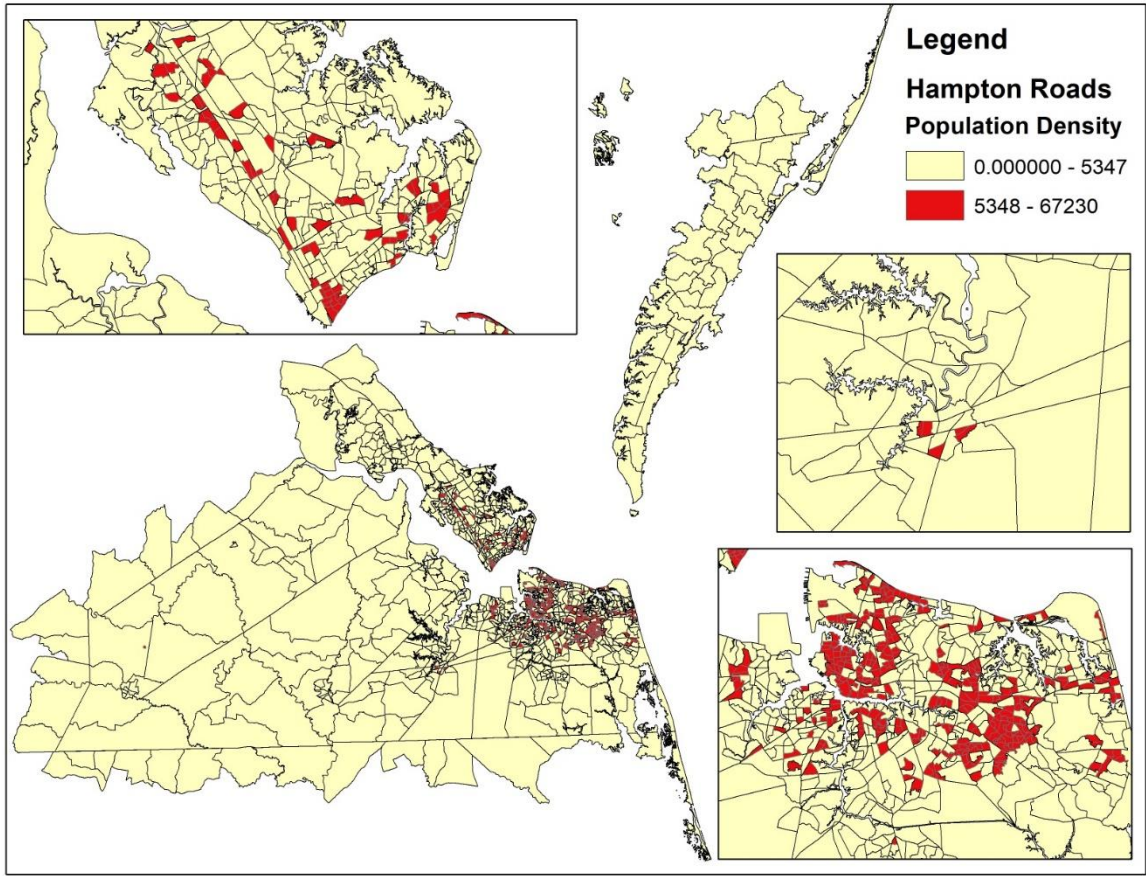 Legend
Hampton Roads
Population Density
0.000000 - 5347
5348 - 67230